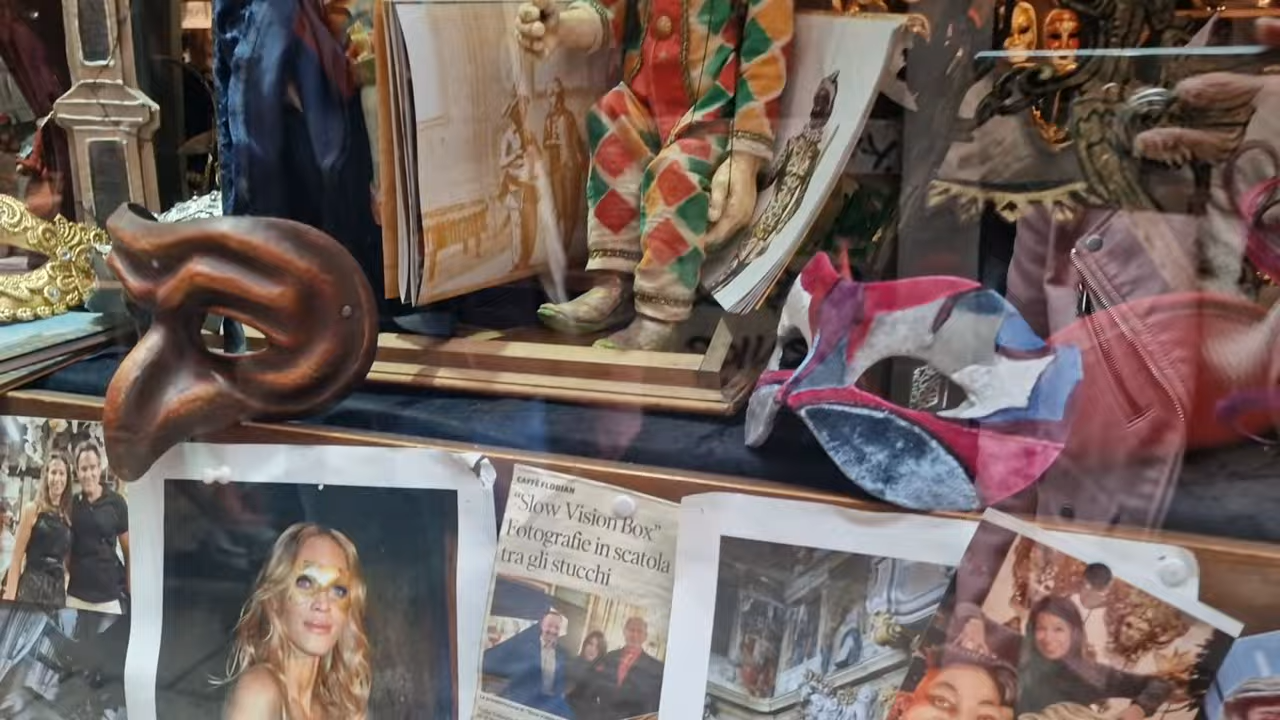 CAFFÈ FLORIAN
"Slow Vision Box"
Fotografie in scatola
tra gli stucchi